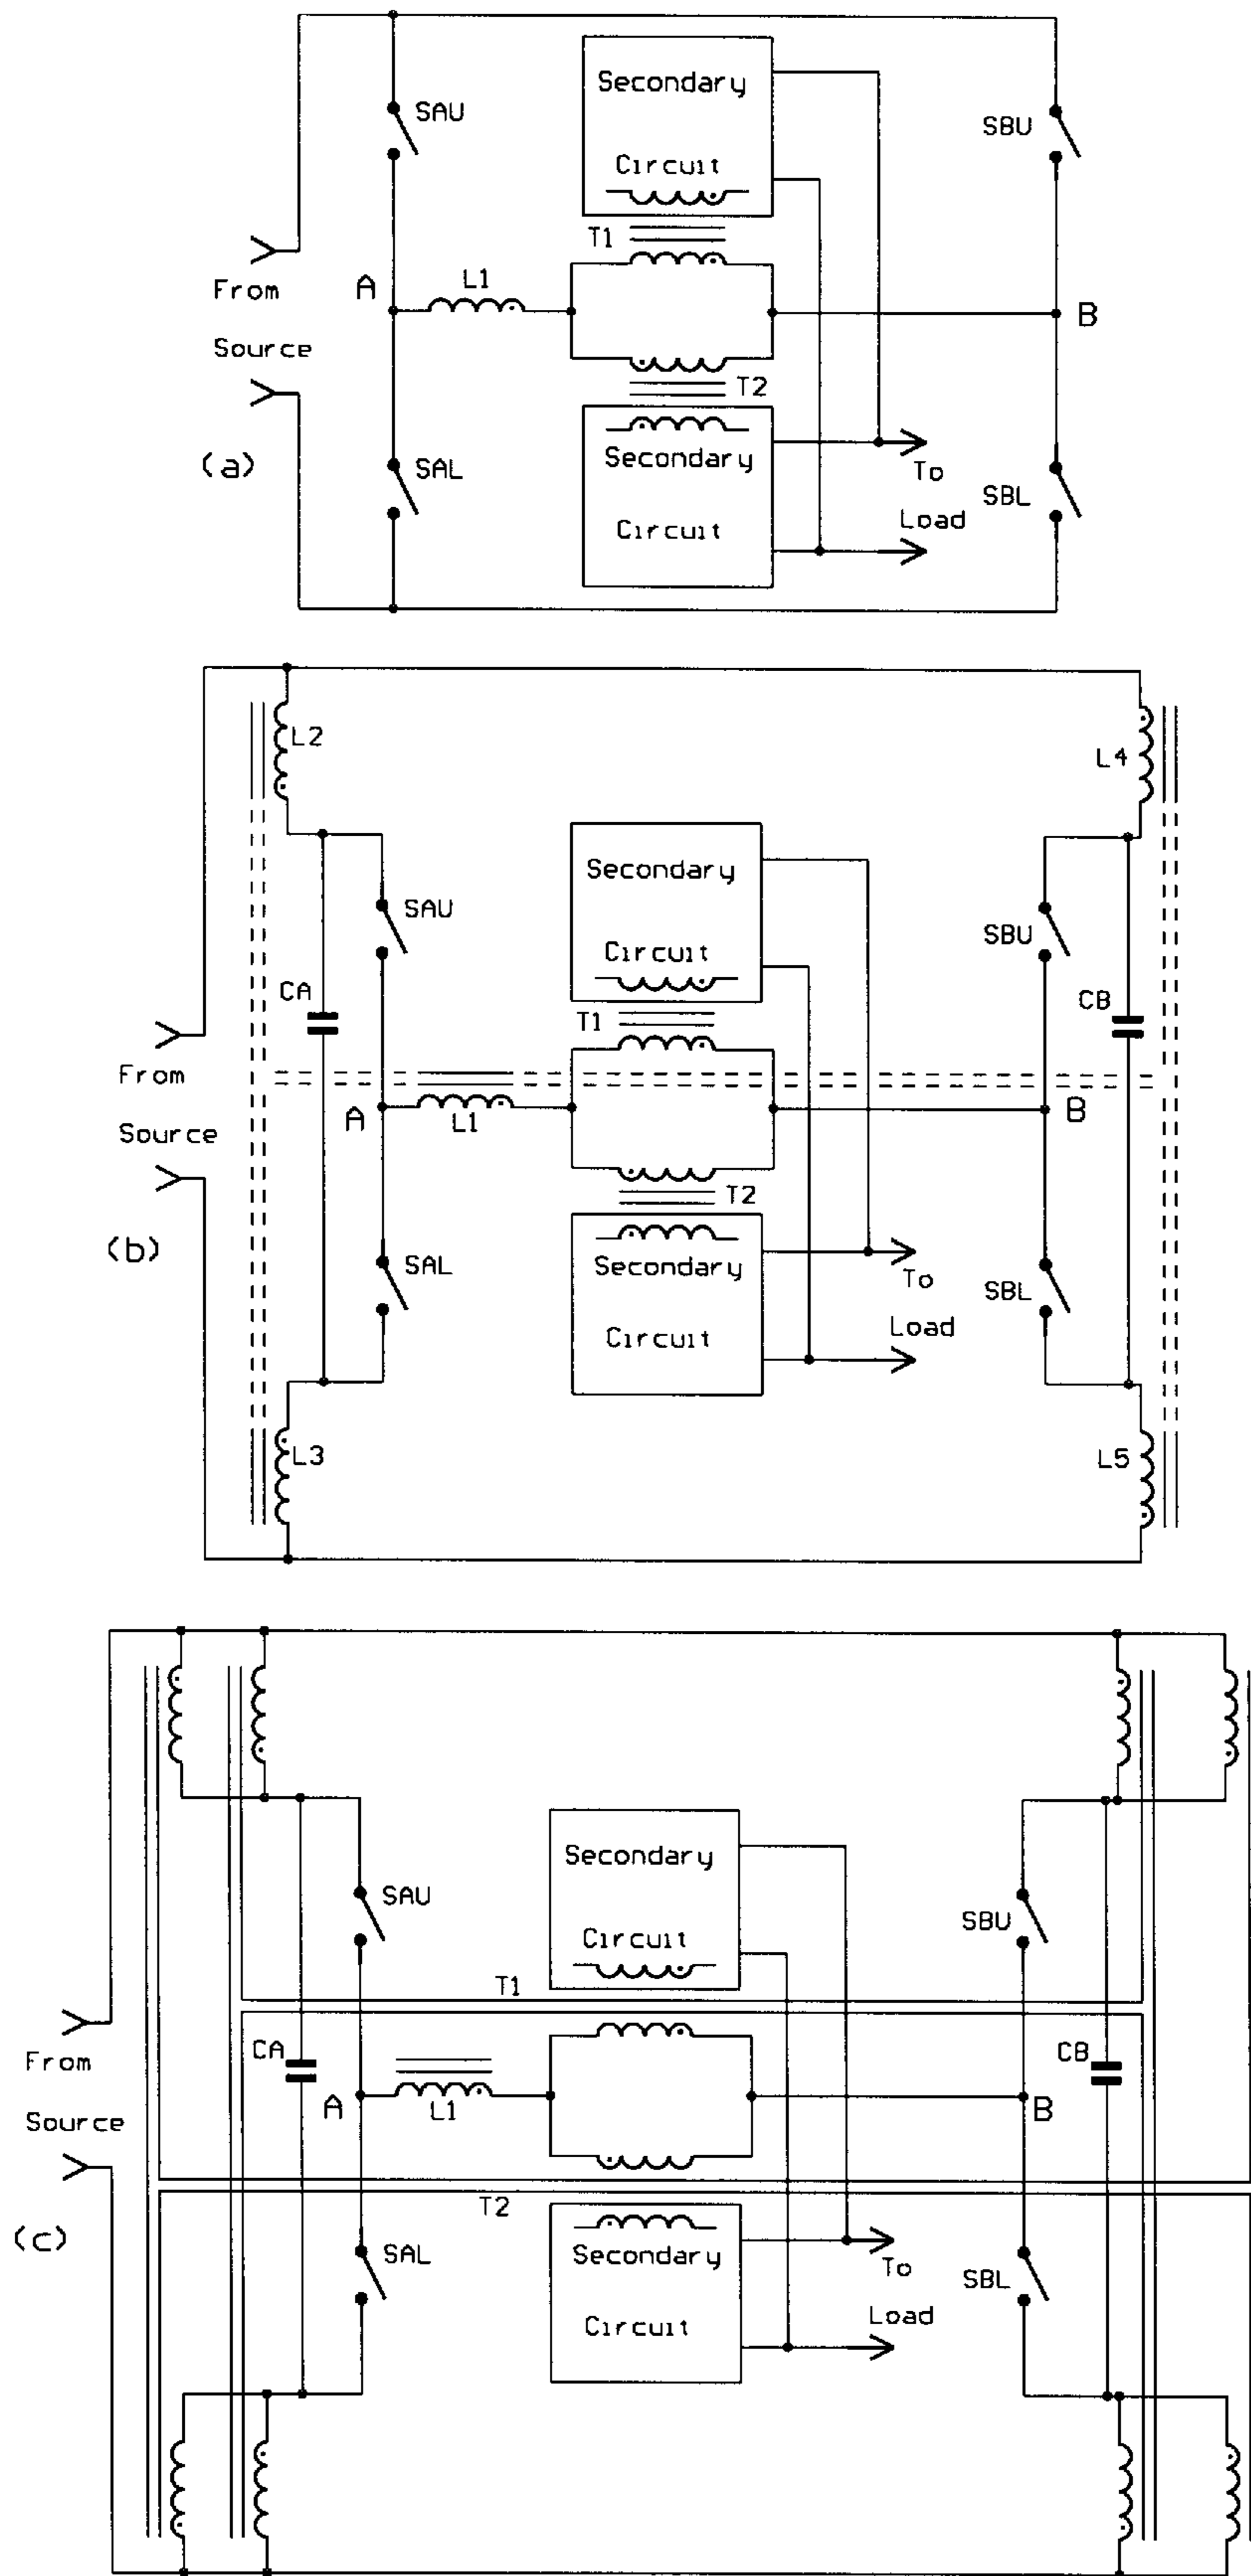 Secondary
SAU
SBU
Circuit
T1
From
A
L1
B
Source
T2
(a)
SAL
Secondary
To
SBL
Load
Circuit
L2
L4
Secondary
SAU
SBU
Circuit
CA
CB
T1
From
A
L1
B
Source
T2
(b)
SAL
Secondary
To
SBL
Load
Circuit
L3
L5
Secondary
SAU
SBU
Circuit
T1
CA
CB
From
A
L1
B
Source
T2
(c)
SAL
Secondary
To
SBL
Load
Circuit